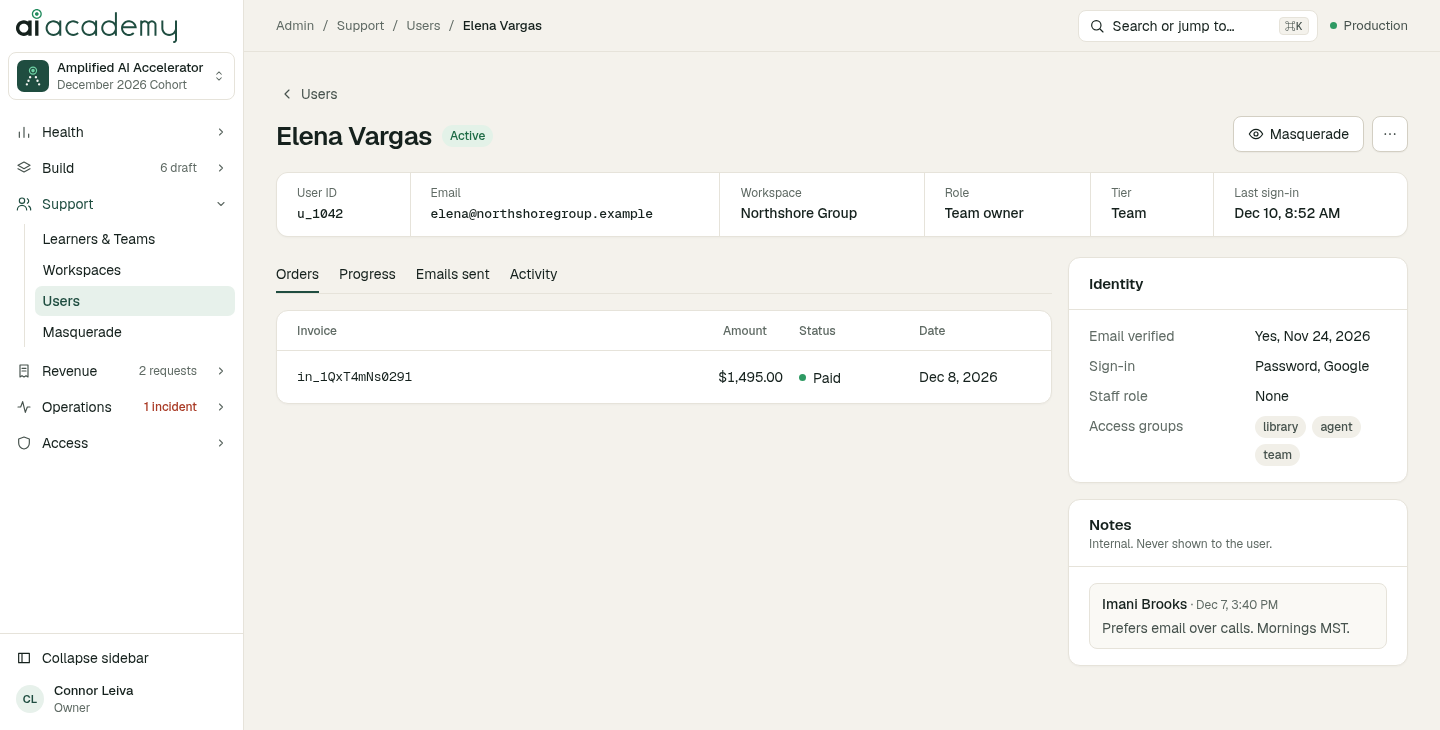 ai academy
Amplified AI Accelerator
December 2026 Cohort
Health
Build 6 draft
Support
Learners & Teams
Workspaces
Users
Masquerade
Revenue 2 requests
Operations 1 incident
Access
Collapse sidebar
CL
Connor Leiva
Owner
Admin / Support / Users / Elena Vargas
Search or jump to… ⌘K
Production
Users
Elena Vargas Active
Masquerade ···
User ID
u_1042
Email
elena@northshoregroup.example
Workspace
Northshore Group
Role
Team owner
Tier
Team
Last sign-in
Dec 10, 8:52 AM
Orders Progress Emails sent Activity
Invoice Amount Status Date
in_1QxT4mNs0291 $1,495.00 Paid Dec 8, 2026
Identity
Email verified Yes, Nov 24, 2026
Sign-in Password, Google
Staff role None
Access groups library agent
team
Notes
Internal. Never shown to the user.
Imani Brooks · Dec 7, 3:40 PM
Prefers email over calls. Mornings MST.